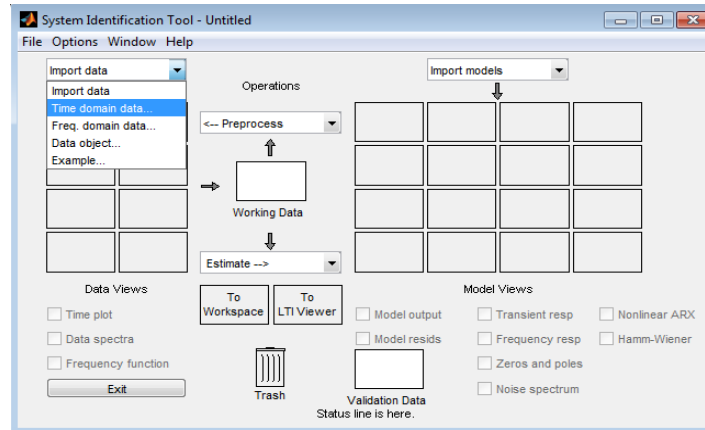 System Identification Tool - Untitled
File Options Window Help
Import data
Import data
Time domain data...
Freq. domain data...
Data object...
Example...
Operations
Import models
<-- Preprocess
Working Data
Estimate -->
Data Views
To Workspace
To LTI Viewer
Model Views
Time plot
Data spectra
Frequency function
Exit
Trash
Model output
Model resids
Transient resp
Frequency resp
Zeros and poles
Noise spectrum
Nonlinear ARX
Hamm-Wiener
Validation Data
Status line is here.